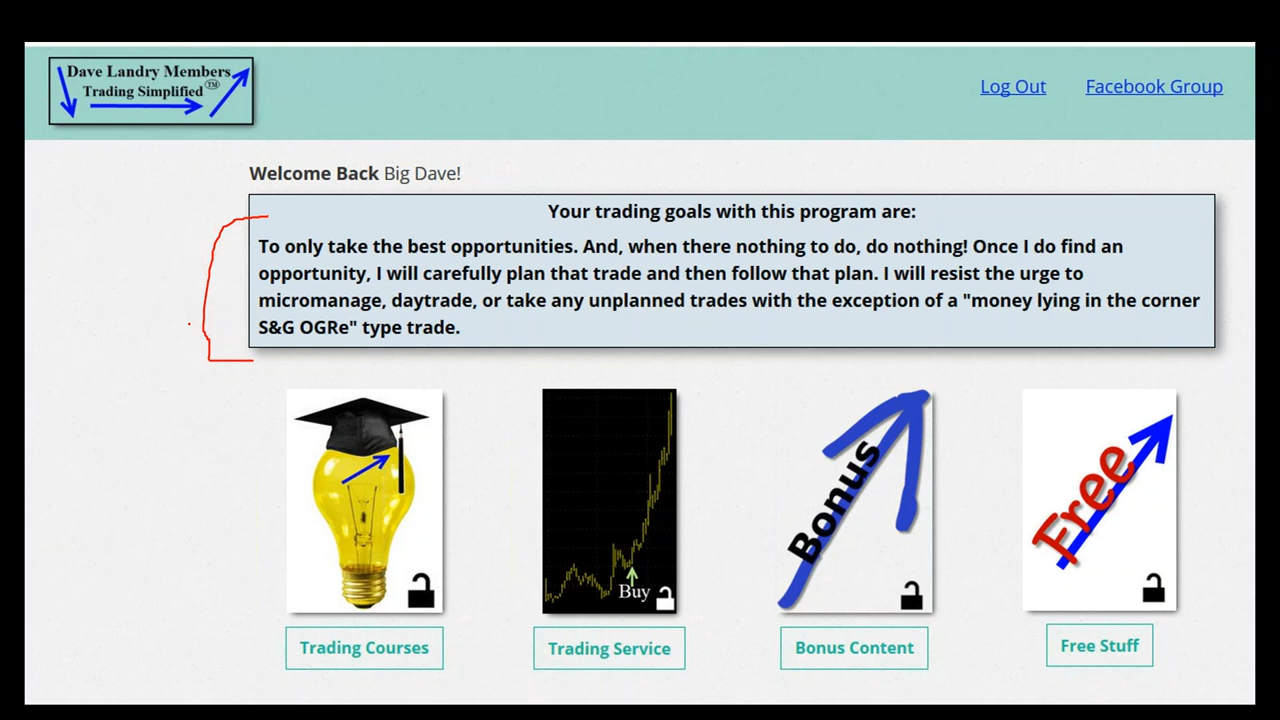 Dave Landry Members
Trading Simplified TM
Log Out
Facebook Group
Welcome Back Big Dave!
Your trading goals with this program are:
To only take the best opportunities. And, when there nothing to do, do nothing! Once I do find an
opportunity, I will carefully plan that trade and then follow that plan. I will resist the urge to
micromanage, daytrade, or take any unplanned trades with the exception of a "money lying in the corner
S&G OGRe" type trade.
Buy
Bonus
Free
Trading Courses
Trading Service
Bonus Content
Free Stuff